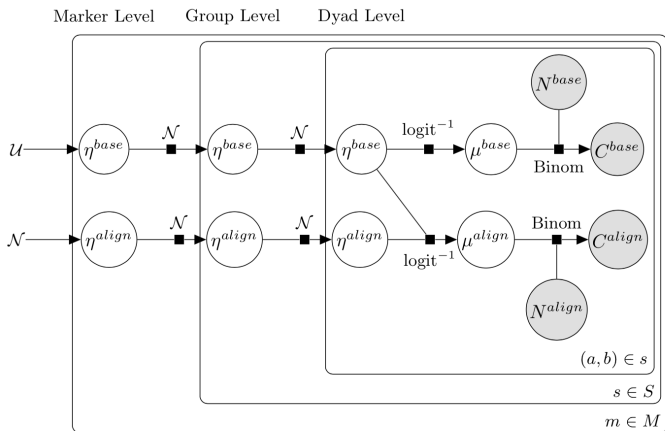 Marker Level Group Level Dyad Level
N^{base}
𝒰 η^{base} 𝒩 η^{base} 𝒩 η^{base} logit^{-1} μ^{base} Binom C^{base}
𝒩 η^{align} 𝒩 η^{align} 𝒩 η^{align} logit^{-1} μ^{align} Binom C^{align}
N^{align}
(a, b) ∈ s
s ∈ S
m ∈ M